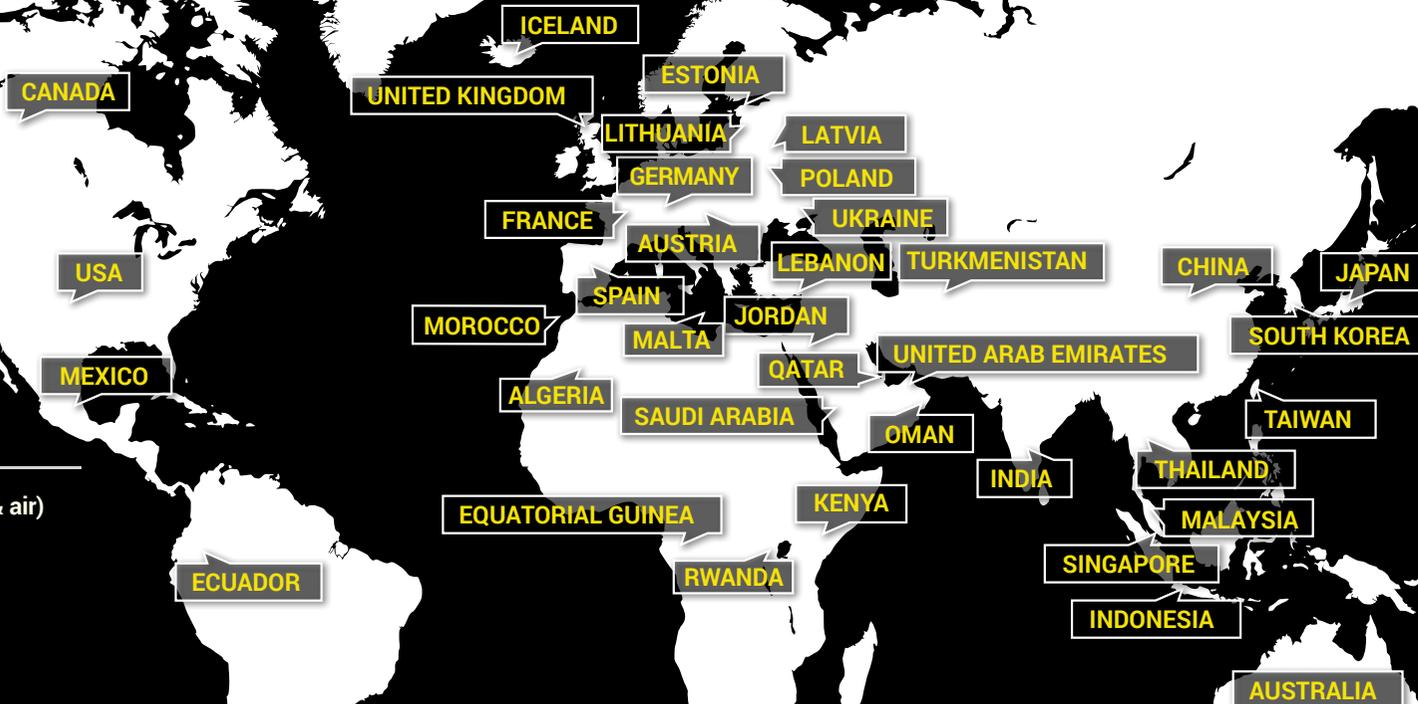 ICELAND
ESTONIA
CANADA
UNITED KINGDOM
LITHUANIA
LATVIA
GERMANY
POLAND
FRANCE
UKRAINE
AUSTRIA
LEBANON
TURKMENISTAN
USA
CHINA
JAPAN
SPAIN
JORDAN
MOROCCO
MALTA
SOUTH KOREA
UNITED ARAB EMIRATES
QATAR
MEXICO
ALGERIA
SAUDI ARABIA
OMAN
TAIWAN
INDIA
THAILAND
& air)
EQUATORIAL GUINEA
KENYA
MALAYSIA
SINGAPORE
RWANDA
ECUADOR
INDONESIA
AUSTRALIA